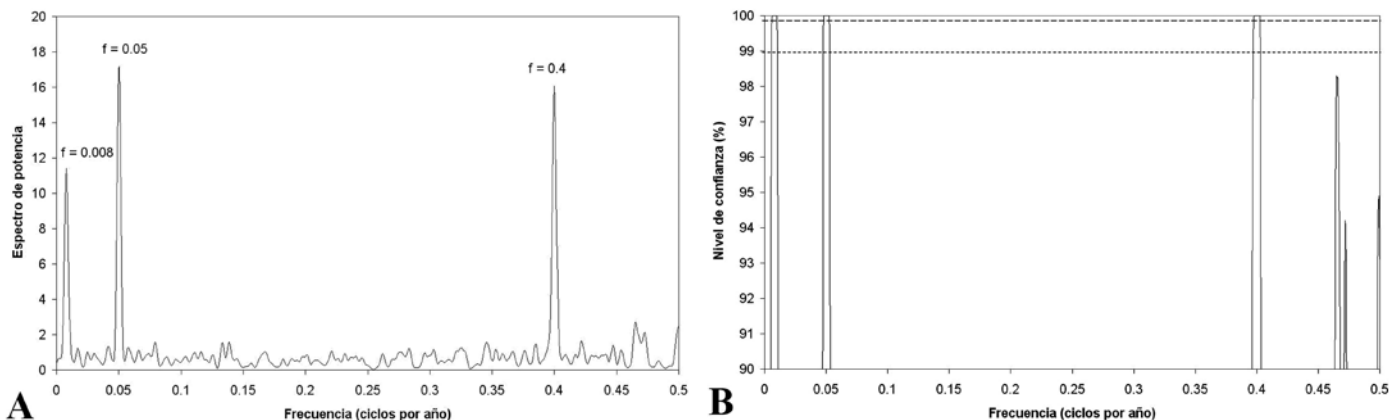 20
18
16
14
12
10
8
6
4
2
0
Espectro de potencia
f = 0.008
f = 0.05
f = 0.4
0 0.05 0.1 0.15 0.2 0.25 0.3 0.35 0.4 0.45 0.5
Frecuencia (ciclos por año)
A
100
99
98
97
96
95
94
93
92
91
90
Nivel de confianza (%)
0 0.05 0.1 0.15 0.2 0.25 0.3 0.35 0.4 0.45 0.5
Frecuencia (ciclos por año)
B